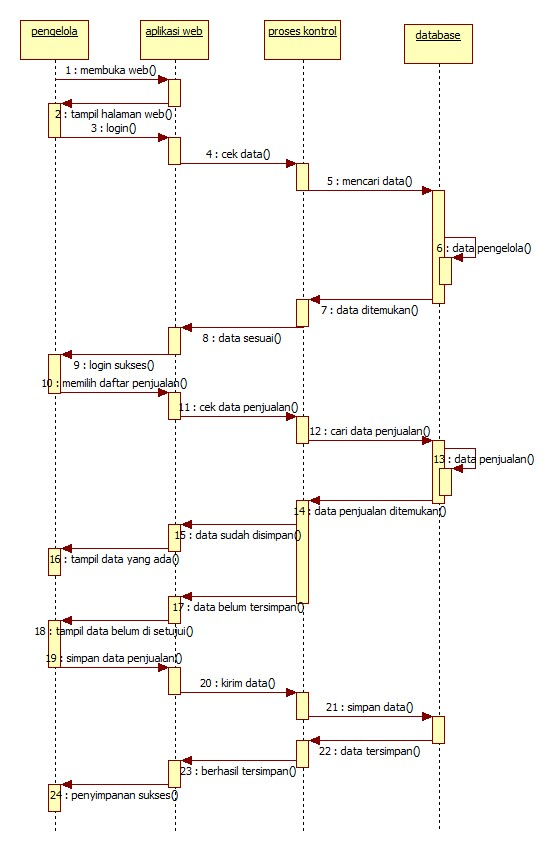 pengelola
aplikasi web
proses kontrol
database
1 : membuka web()
2 : tampil halaman web()
3 : login()
4 : cek data()
5 : mencari data()
6 : data pengelola()
7 : data ditemukan()
8 : data sesuai()
9 : login sukses()
10 : memilih daftar penjualan()
11 : cek data penjualan()
12 : cari data penjualan()
13 : data penjualan()
14 : data penjualan ditemukan()
15 : data sudah disimpan()
16 : tampil data yang ada()
17 : data belum tersimpan()
18 : tampil data belum di setujui()
19 : simpan data penjualan()
20 : kirim data()
21 : simpan data()
22 : data tersimpan()
23 : berhasil tersimpan()
24 : penyimpanan sukses()